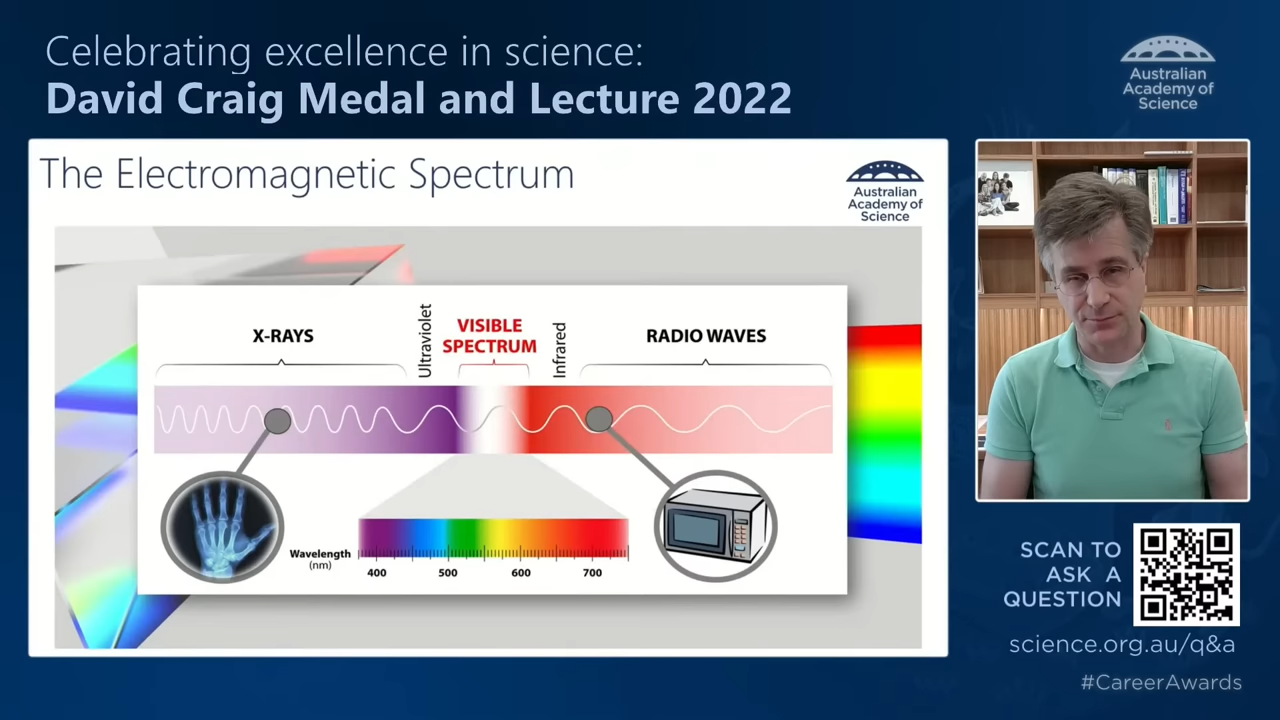 Celebrating excellence in science:
David Craig Medal and Lecture 2022
Australian
Academy of
Science
The Electromagnetic Spectrum
Australian
Academy of
Science
X-RAYS
Ultraviolet
VISIBLE
SPECTRUM
Infrared
RADIO WAVES
Wavelength
(nm)
400 500 600 700
SCAN TO
ASK A
QUESTION
science.org.au/q&a
#CareerAwards